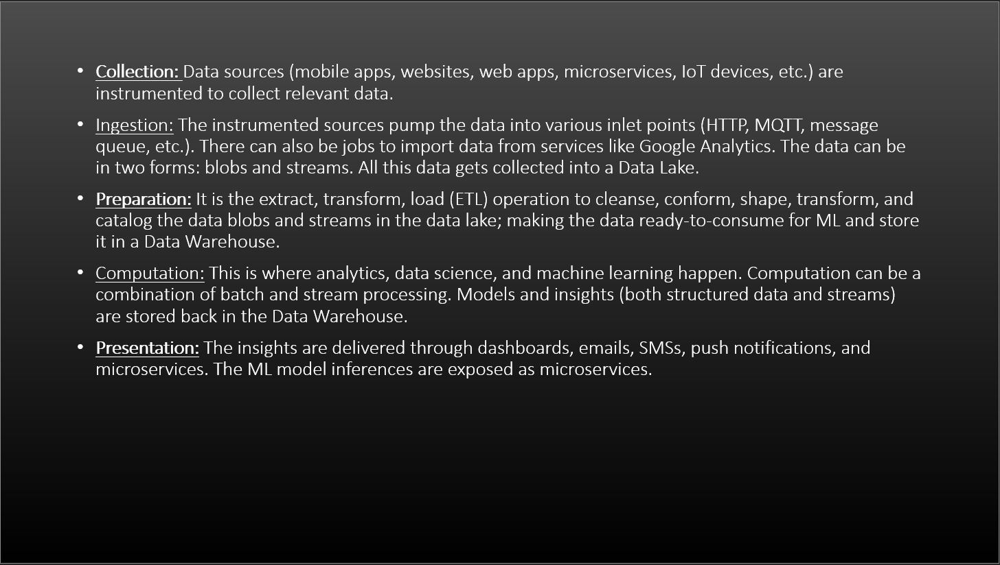 • Collection: Data sources (mobile apps, websites, web apps, microservices, IoT devices, etc.) are
instrumented to collect relevant data.
• Ingestion: The instrumented sources pump the data into various inlet points (HTTP, MQTT, message
queue, etc.). There can also be jobs to import data from services like Google Analytics. The data can be
in two forms: blobs and streams. All this data gets collected into a Data Lake.
• Preparation: It is the extract, transform, load (ETL) operation to cleanse, conform, shape, transform, and
catalog the data blobs and streams in the data lake; making the data ready-to-consume for ML and store
it in a Data Warehouse.
• Computation: This is where analytics, data science, and machine learning happen. Computation can be a
combination of batch and stream processing. Models and insights (both structured data and streams)
are stored back in the Data Warehouse.
• Presentation: The insights are delivered through dashboards, emails, SMSs, push notifications, and
microservices. The ML model inferences are exposed as microservices.